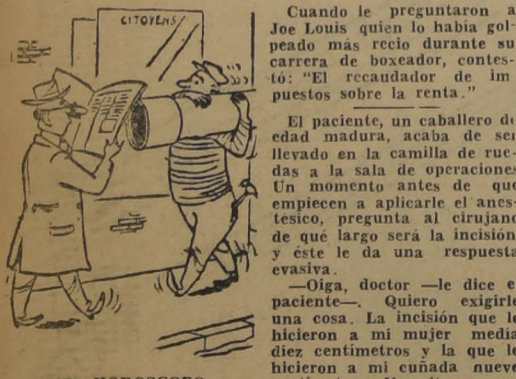 CITOYENS
Cuando le preguntaron a
Joe Louis quien lo había gol-
peado más recio durante su
carrera de boxeador, contes-
tó: "El recaudador de im
puestos sobre la renta."
El paciente, un caballero de
edad madura, acaba de ser
llevado en la camilla de rue-
das a la sala de operaciones
Un momento antes de que
empiecen a aplicarle el anes-
tésico, pregunta al cirujano
de qué largo será la incisión
y éste le da una respuesta
evasiva.
—Oiga, doctor —le dice e
paciente—. Quiero exigirle
una cosa. La incisión que le
hicieron a mi mujer media
diez centímetros y la que le
hicieron a mi cuñada nueve